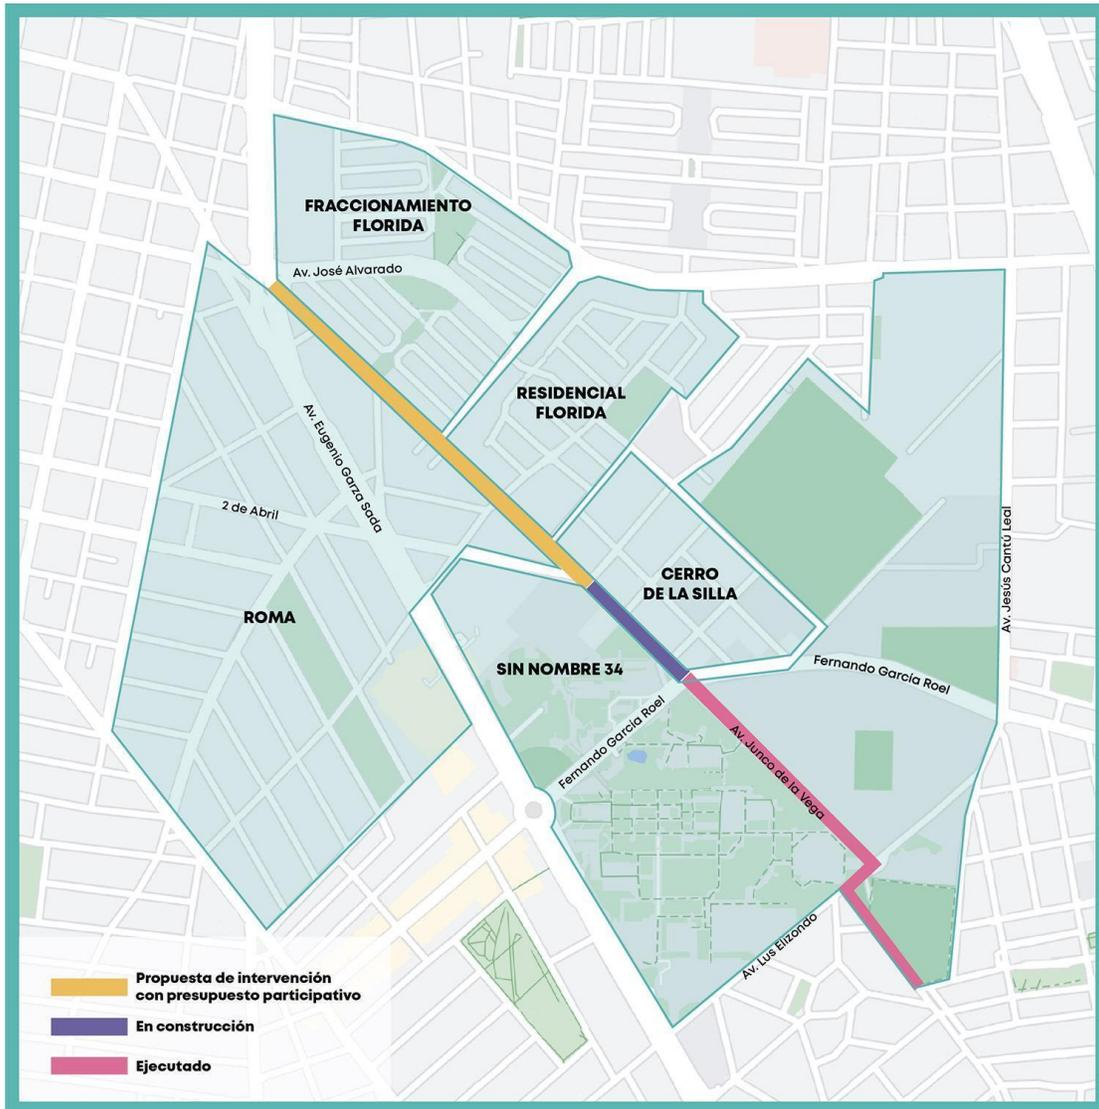 FRACCIONAMIENTO
FLORIDA
Av. José Alvarado
RESIDENCIAL
FLORIDA
Av. Eugenio Garza Sada
2 de Abril
Av. Jesús Cantú Leal
CERRO
DE LA SILLA
ROMA
SIN NOMBRE 34
Fernando García Roel
Fernando García Roel
Av. Junco de la Vega
Av. Lus Elizondo
Propuesta de intervención
con presupuesto participativo
En construcción
Ejecutado